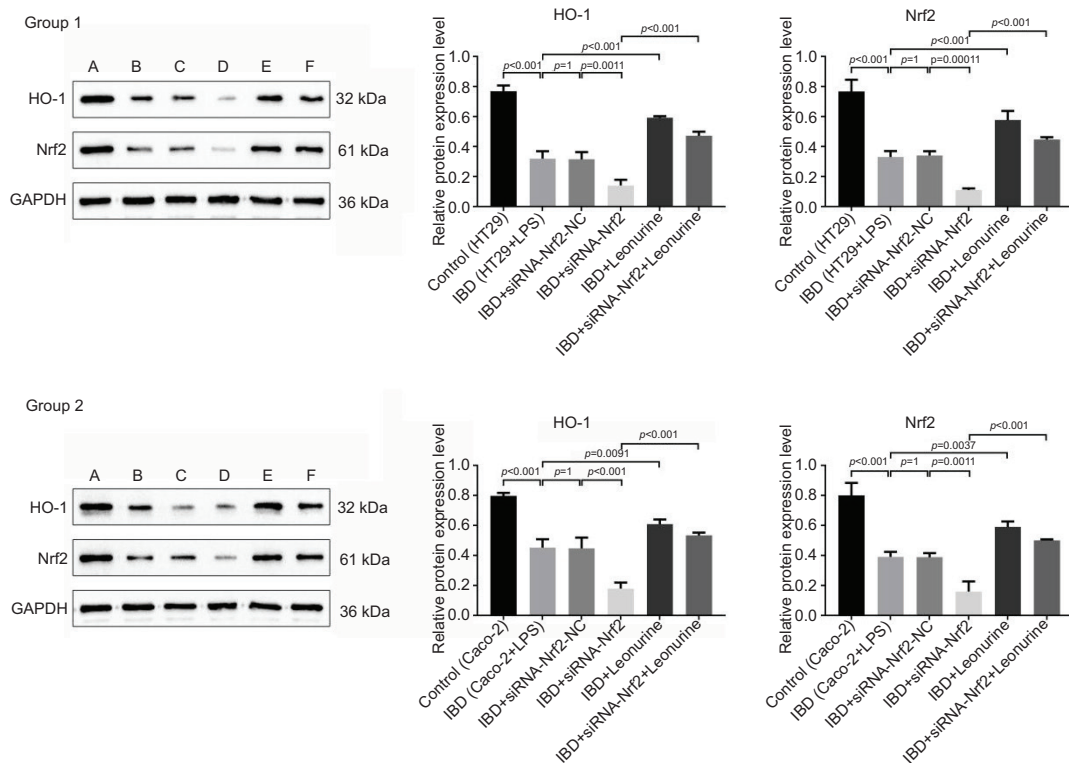 Group 1
A B C D E F
HO-1 32 kDa
Nrf2 61 kDa
GAPDH 36 kDa
HO-1
p<0.001
p<0.001
p<0.001 p=1 p=0.0011
Relative protein expression level
1.0
0.8
0.6
0.4
0.2
0.0
Control (HT29)
IBD (HT29+LPS)
IBD+siRNA-Nrf2-NC
IBD+siRNA-Nrf2
IBD+Leonurine
IBD+siRNA-Nrf2+Leonurine
Nrf2
p<0.001
p<0.001
p<0.001 p=1 p=0.00011
Relative protein expression level
1.0
0.8
0.6
0.4
0.2
0.0
Control (HT29)
IBD (HT29+LPS)
IBD+siRNA-Nrf2-NC
IBD+siRNA-Nrf2
IBD+Leonurine
IBD+siRNA-Nrf2+Leonurine
Group 2
A B C D E F
HO-1 32 kDa
Nrf2 61 kDa
GAPDH 36 kDa
HO-1
p<0.001
p=0.0091
p<0.001 p=1 p<0.001
Relative protein expression level
1.0
0.8
0.6
0.4
0.2
0.0
Control (Caco-2)
IBD (Caco-2+LPS)
IBD+siRNA-Nrf2-NC
IBD+siRNA-Nrf2
IBD+Leonurine
IBD+siRNA-Nrf2+Leonurine
Nrf2
p<0.001
p=0.0037
p<0.001 p=1 p=0.0011
Relative protein expression level
1.0
0.8
0.6
0.4
0.2
0.0
Control (Caco-2)
IBD (Caco-2+LPS)
IBD+siRNA-Nrf2-NC
IBD+siRNA-Nrf2
IBD+Leonurine
IBD+siRNA-Nrf2+Leonurine